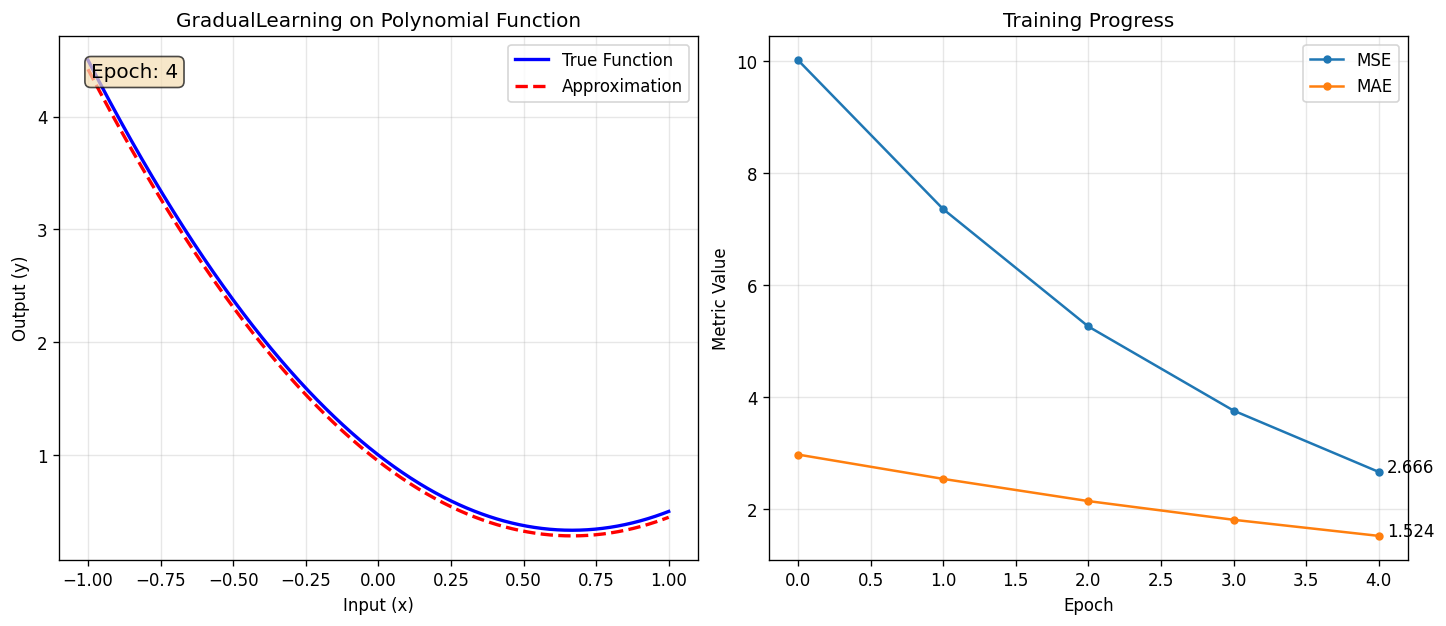 GradualLearning on Polynomial Function
Epoch: 4
True Function
Approximation
Output (y)
4
3
2
1
−1.00 −0.75 −0.50 −0.25 0.00 0.25 0.50 0.75 1.00
Input (x)
Training Progress
MSE
MAE
Metric Value
10
8
6
4
2
2.666
1.524
0.0 0.5 1.0 1.5 2.0 2.5 3.0 3.5 4.0
Epoch